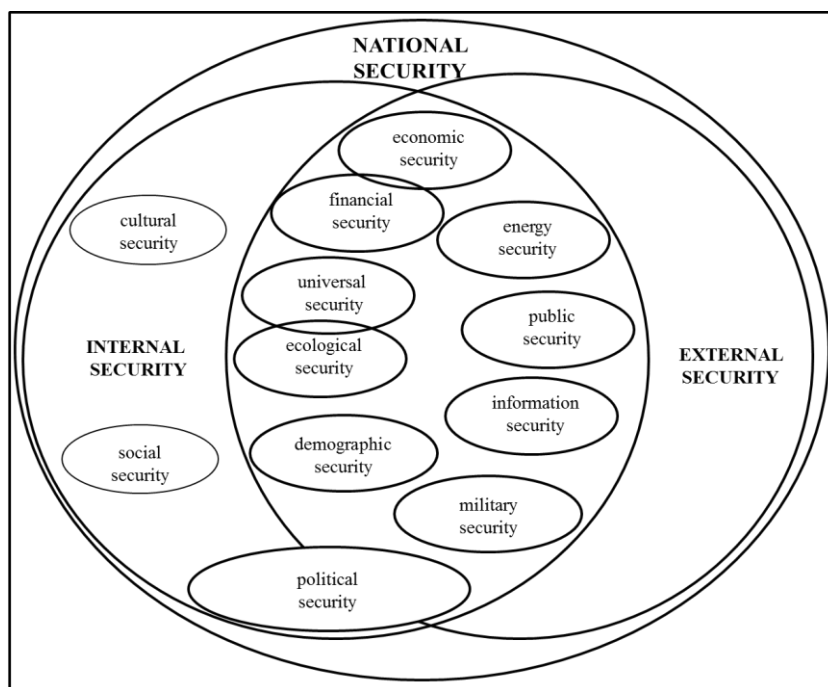 NATIONAL
SECURITY
economic
security
financial
security
cultural
security
energy
security
universal
security
public
security
INTERNAL
SECURITY
ecological
security
EXTERNAL
SECURITY
information
security
social
security
demographic
security
military
security
political
security